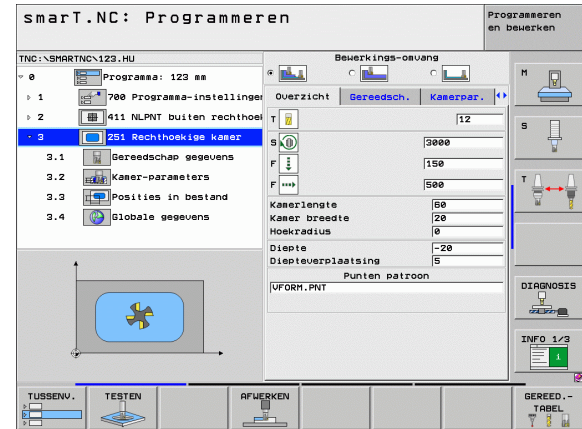 smarT.NC: Programmeren
Programmeren
en bewerken
TNC:\SMARTNC\123.HU
0 Programma: 123 mm
1 700 Programma-instellingen
2 411 NLPNT buiten rechthoek
3 251 Rechthoekige kamer
3.1 Gereedschap gegevens
3.2 Kamer-parameters
3.3 Posities in bestand
3.4 Globale gegevens
Bewerkings-omvang
Overzicht Gereedsch. Kamerpar.
T 12
S 3000
F 150
F 500
Kamerlengte 60
Kamer breedte 20
Hoekradius 0
Diepte -20
Diepteverplaatsing 5
Punten patroon
VFORM.PNT
M
S
T
DIAGNOSIS
INFO 1/3
TUSSENV.
TESTEN
AFWERKEN
GEREED.-
TABEL